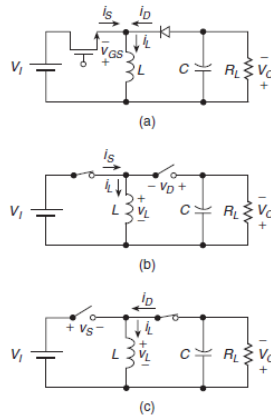 i_S i_D
− v_GS + i_L − V_I L C R_L V_O +
(a)
i_S
i_L − v_D + − V_I L + v_L − C R_L V_O +
(b)
i_D
+ v_S − i_L − V_I L + v_L − C R_L V_O +
(c)